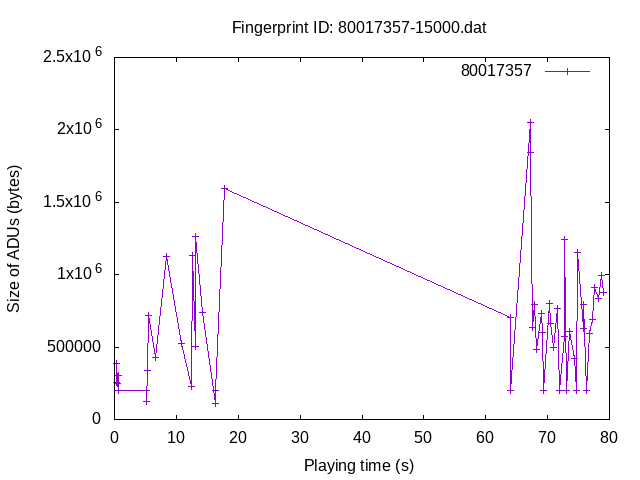 Fingerprint ID: 80017357-15000.dat
80017357
2.5x10^6
2x10^6
1.5x10^6
1x10^6
500000
0
Size of ADUs (bytes)
0 10 20 30 40 50 60 70 80
Playing time (s)